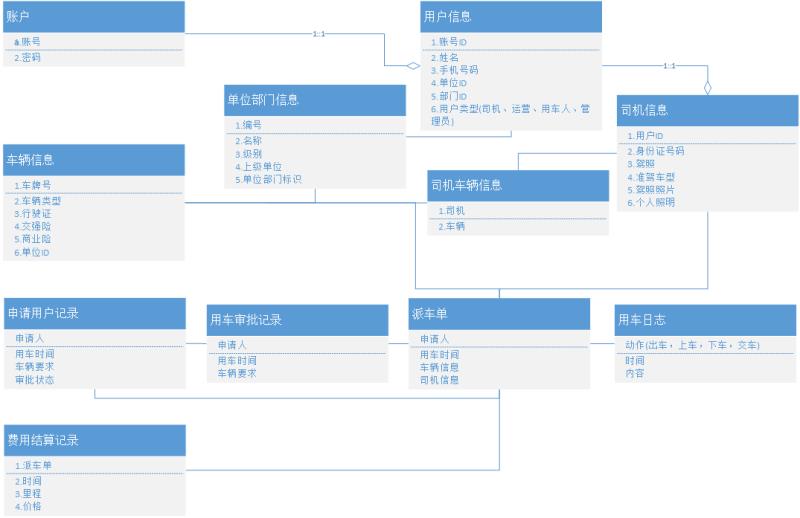 账户
1.账号
2.密码
1::1
用户信息
1.账号ID
2.姓名
3.手机号码
4.单位ID
5.部门ID
6.用户类型(司机、运营、用车人、管
理员)
1::1
单位部门信息
1.编号
2.名称
3.级别
4.上级单位
5.单位部门标识
司机信息
1.用户ID
2.身份证号码
3.驾照
4.准驾车型
5.驾照照片
6.个人照明
车辆信息
1.车牌号
2.车辆类型
3.行驶证
4.交强险
5.商业险
6.单位ID
司机车辆信息
1.司机
2.车辆
申请用户记录
申请人
用车时间
车辆要求
审批状态
用车审批记录
申请人
用车时间
车辆要求
派车单
申请人
用车时间
车辆信息
司机信息
用车日志
动作(出车，上车，下车，交车)
时间
内容
费用结算记录
1.派车单
2.时间
3.里程
4.价格